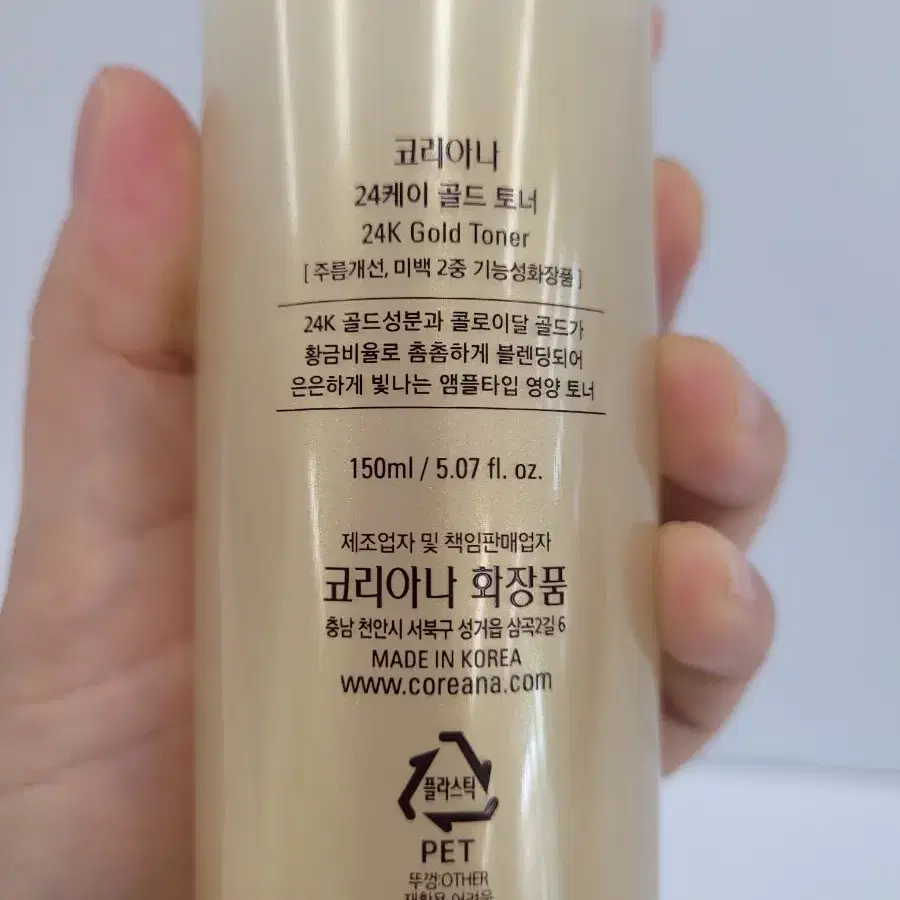 코리아나
24케이 골드 토너
24K Gold Toner
[ 주름개선, 미백 2중 기능성화장품 ]
24K 골드성분과 콜로이달 골드가
황금비율로 촘촘하게 블렌딩되어
은은하게 빛나는 앰플타입 영양 토너
150ml / 5.07 fl. oz.
제조업자 및 책임판매업자
코리아나 화장품
충남 천안시 서북구 성거읍 삼곡2길 6
MADE IN KOREA
www.coreana.com
플라스틱
PET
뚜껑:OTHER
재활용 어려움